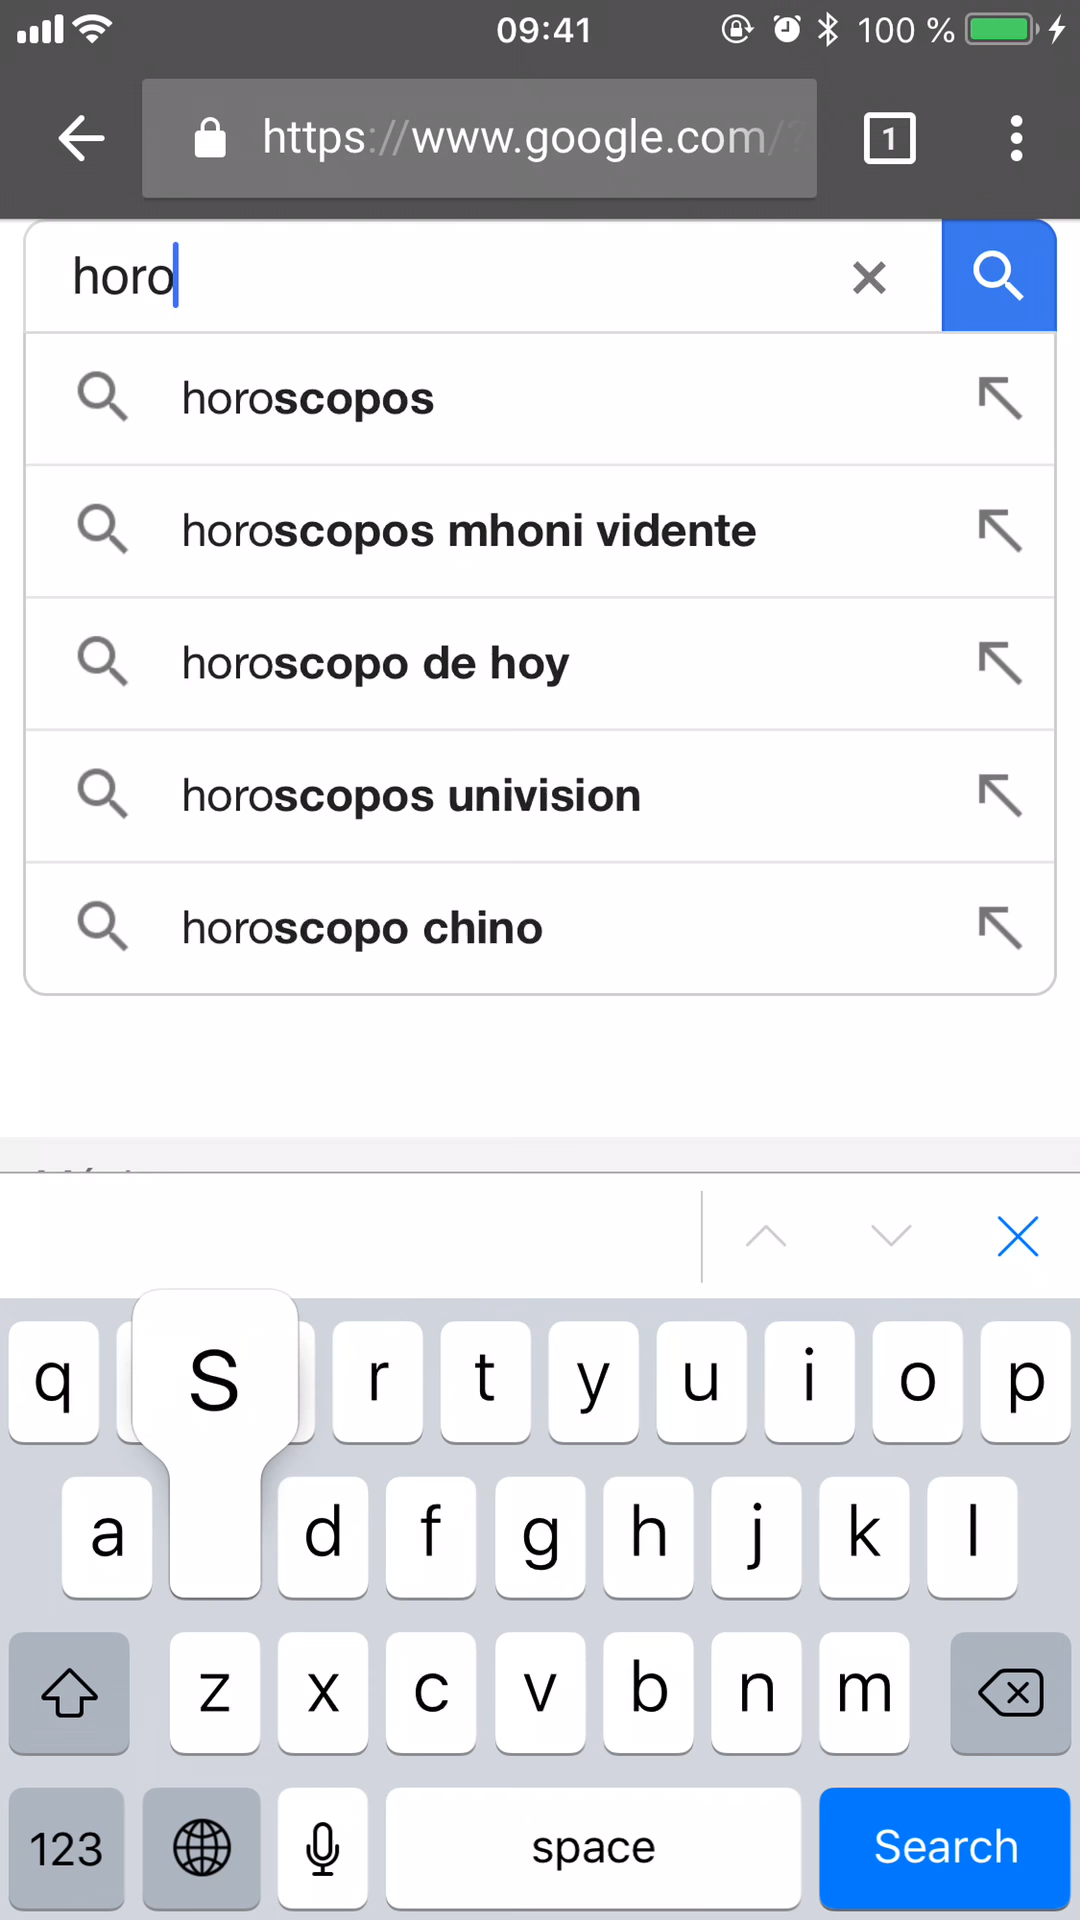 09:41 100 %
https://www.google.com/? 1
horo
horoscopos
horoscopos mhoni vidente
horoscopo de hoy
horoscopos univision
horoscopo chino
q S r t y u i o p
a d f g h j k l
z x c v b n m
123 space Search